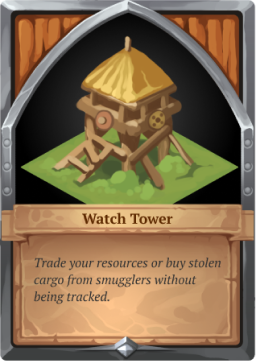 Watch Tower
Trade your resources or buy stolen
cargo from smugglers without
being tracked.